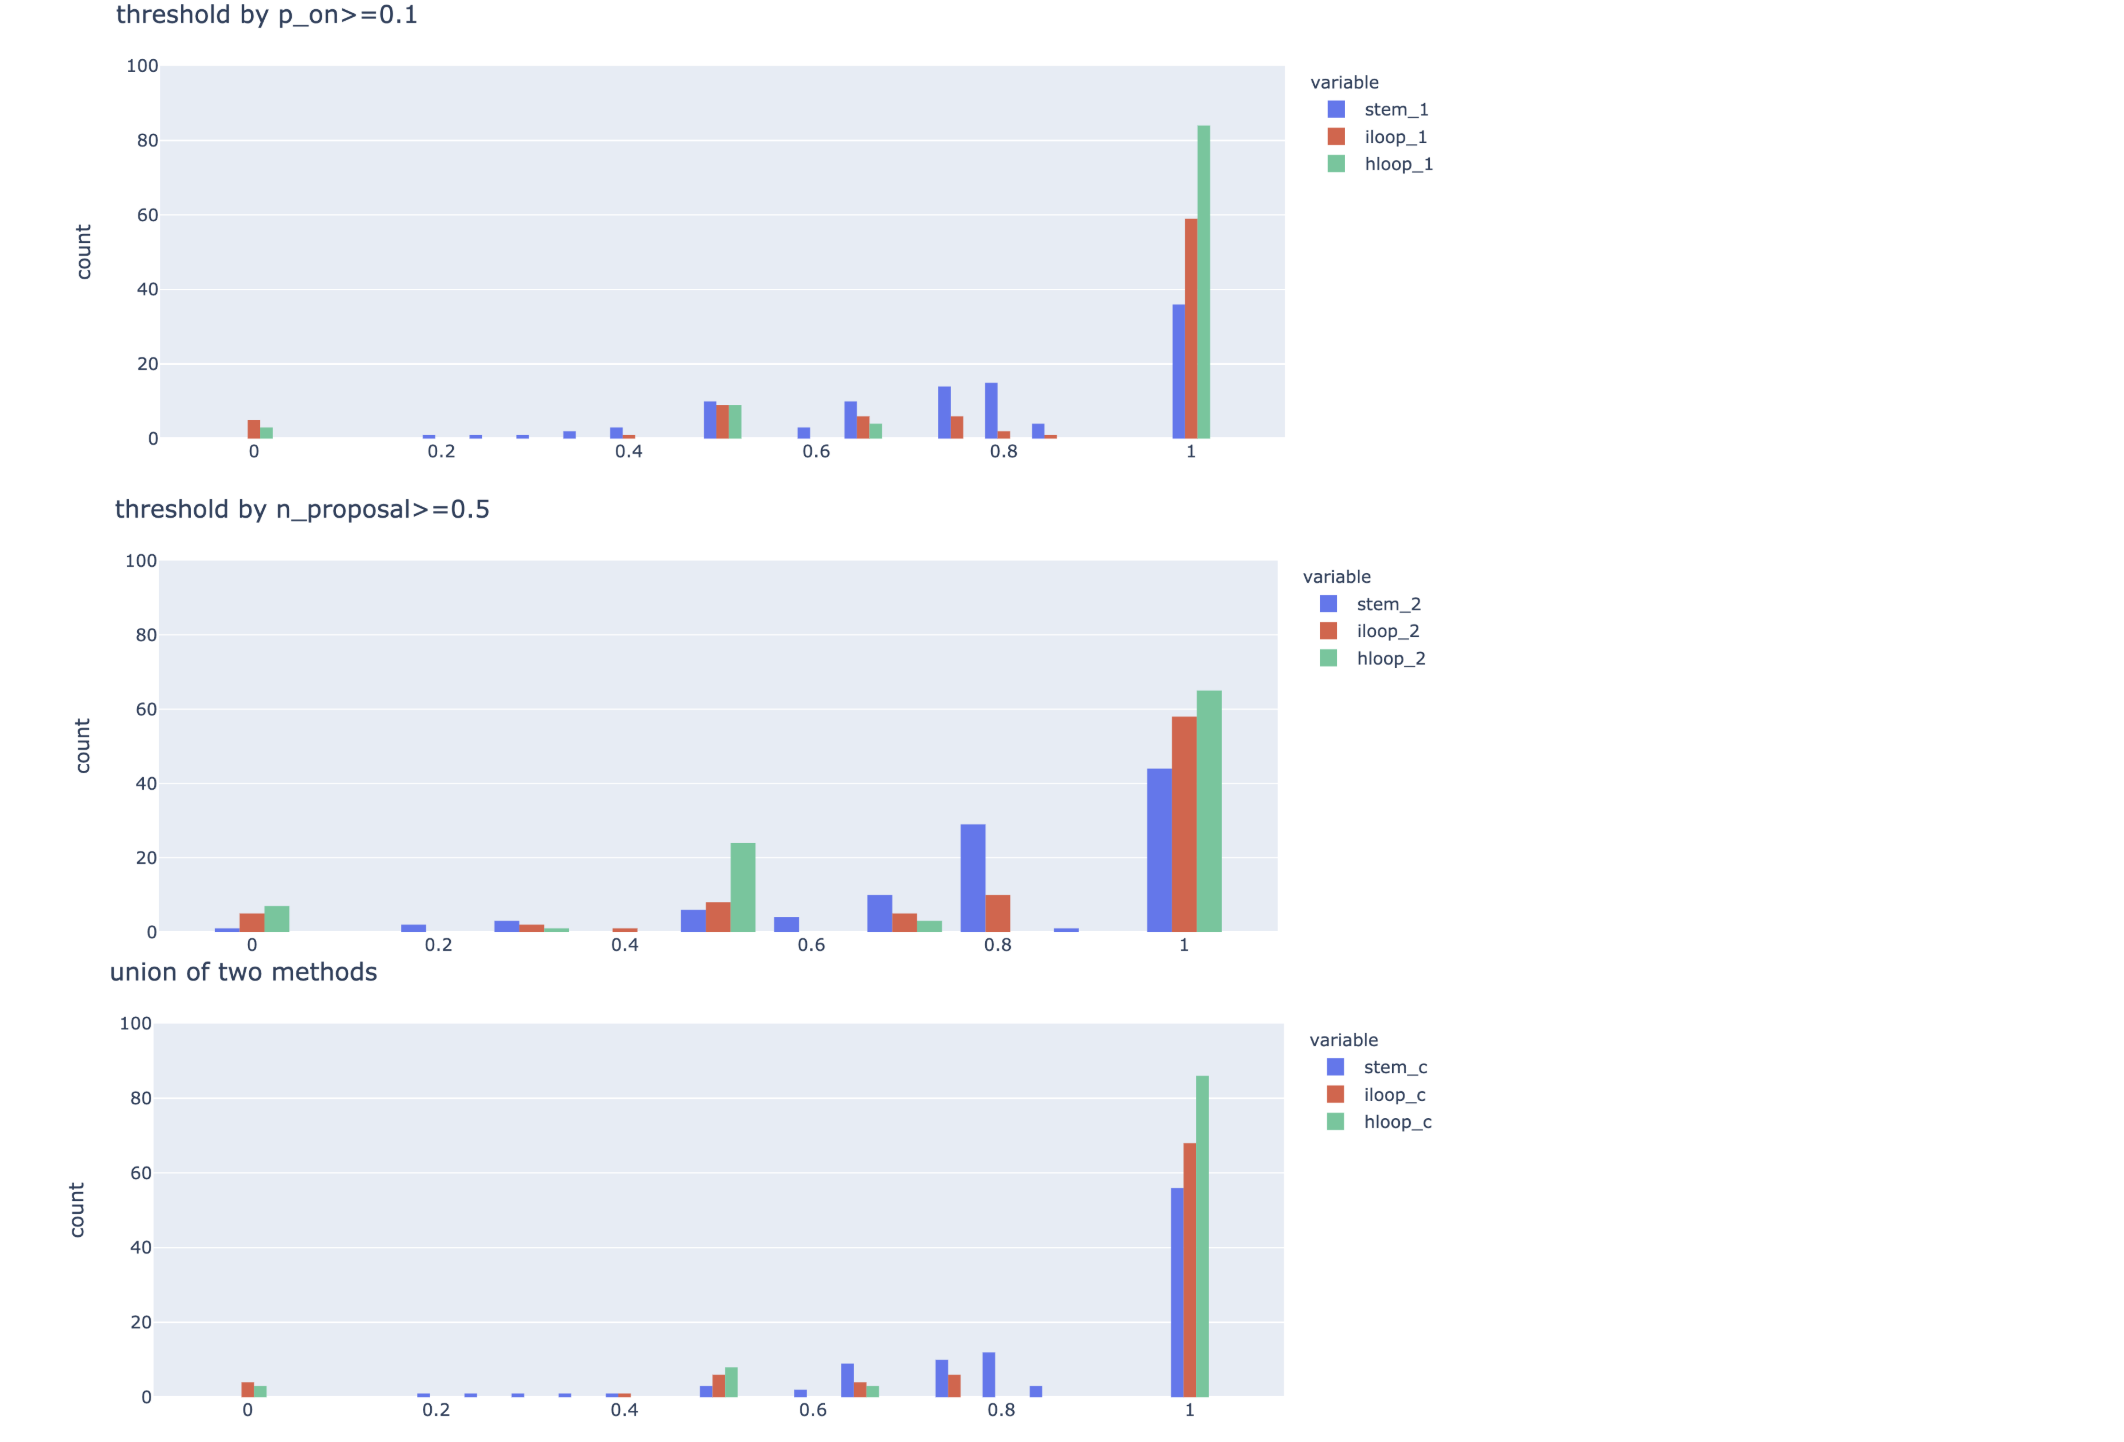 threshold by p_on>=0.1
100
80
60
40
20
0
count
0 0.2 0.4 0.6 0.8 1
variable
stem_1
iloop_1
hloop_1
threshold by n_proposal>=0.5
100
80
60
40
20
0
count
0 0.2 0.4 0.6 0.8 1
variable
stem_2
iloop_2
hloop_2
union of two methods
100
80
60
40
20
0
count
0 0.2 0.4 0.6 0.8 1
variable
stem_c
iloop_c
hloop_c